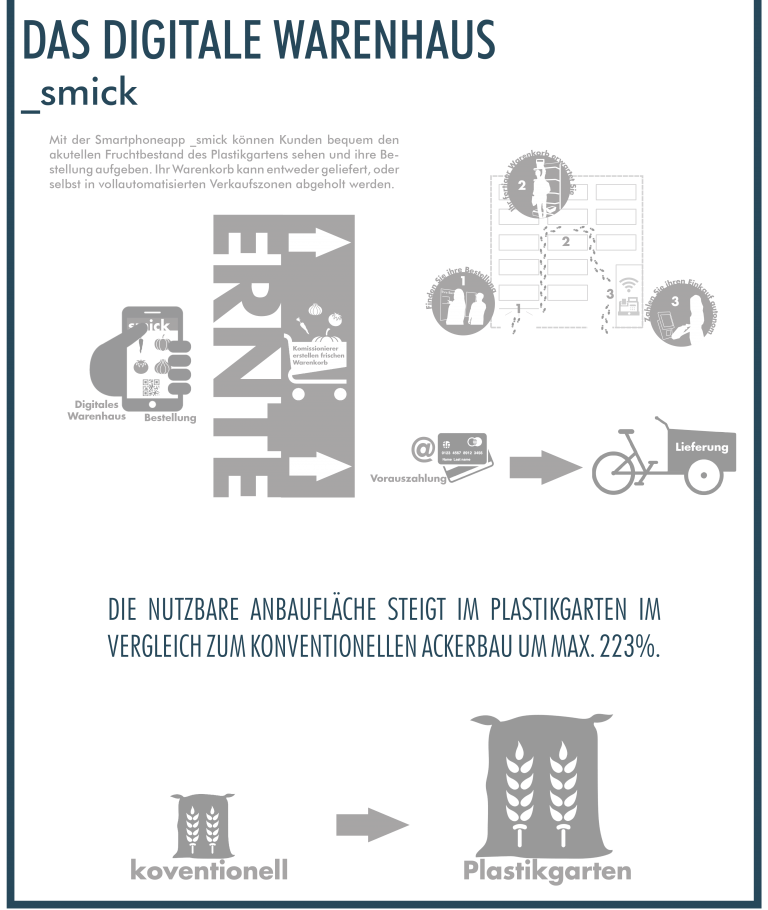 DAS DIGITALE WARENHAUS
_smick
Mit der Smartphoneapp _smick können Kunden bequem den
akutellen Fruchtbestand des Plastikgartens sehen und ihre Be-
stellung aufgeben. Ihr Warenkorb kann entweder geliefert, oder
selbst in vollautomatisierten Verkaufszonen abgeholt werden.
smick
Digitales
Warenhaus
Bestellung
ERNTE
Komissionierer
erstellen frischen
Warenkorb
Ihr fertiger Warenkorb erwartet Sie
2
2
Finden Sie ihre Bestellung
1
1
3
Zahlen Sie ihren Einkauf autonom
3
@
Vorauszahlung
Lieferung
DIE NUTZBARE ANBAUFLÄCHE STEIGT IM PLASTIKGARTEN IM
VERGLEICH ZUM KONVENTIONELLEN ACKERBAU UM MAX. 223%.
koventionell
Plastikgarten